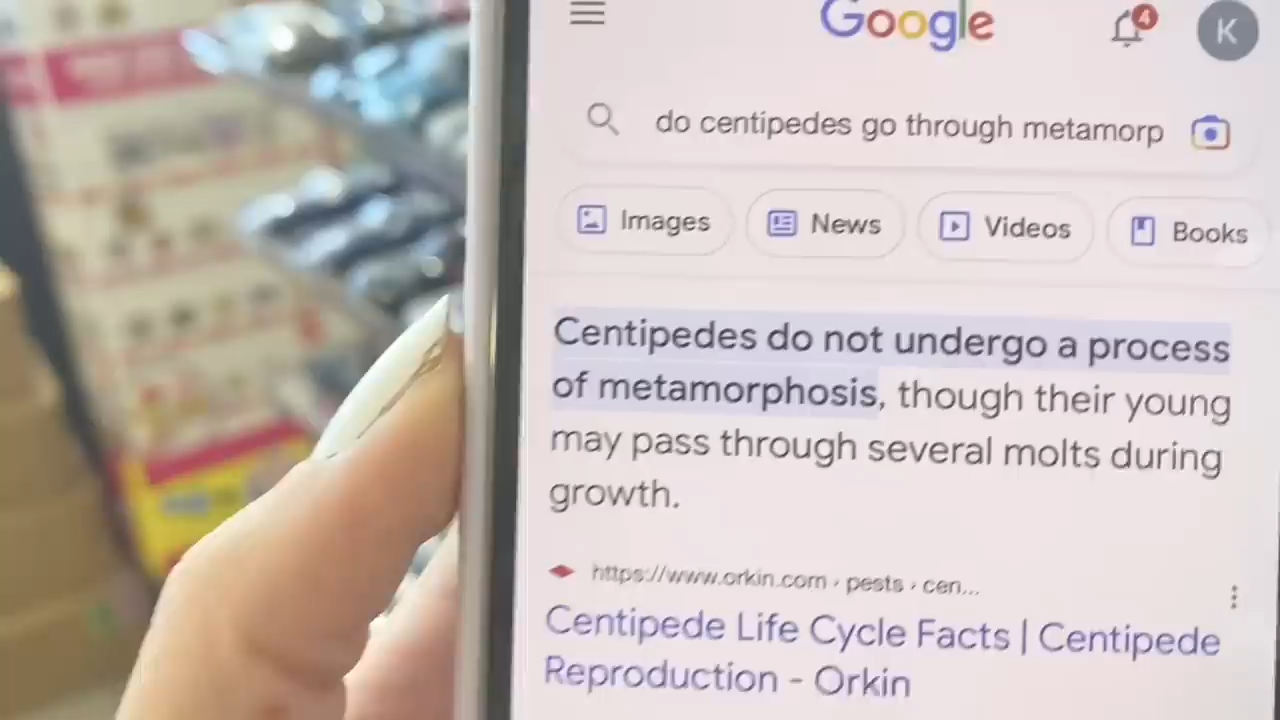 Google
4
K
do centipedes go through metamorp
Images
News
Videos
Books
Centipedes do not undergo a process
of metamorphosis, though their young
may pass through several molts during
growth.
https://www.orkin.com › pests › cen...
Centipede Life Cycle Facts | Centipede
Reproduction - Orkin